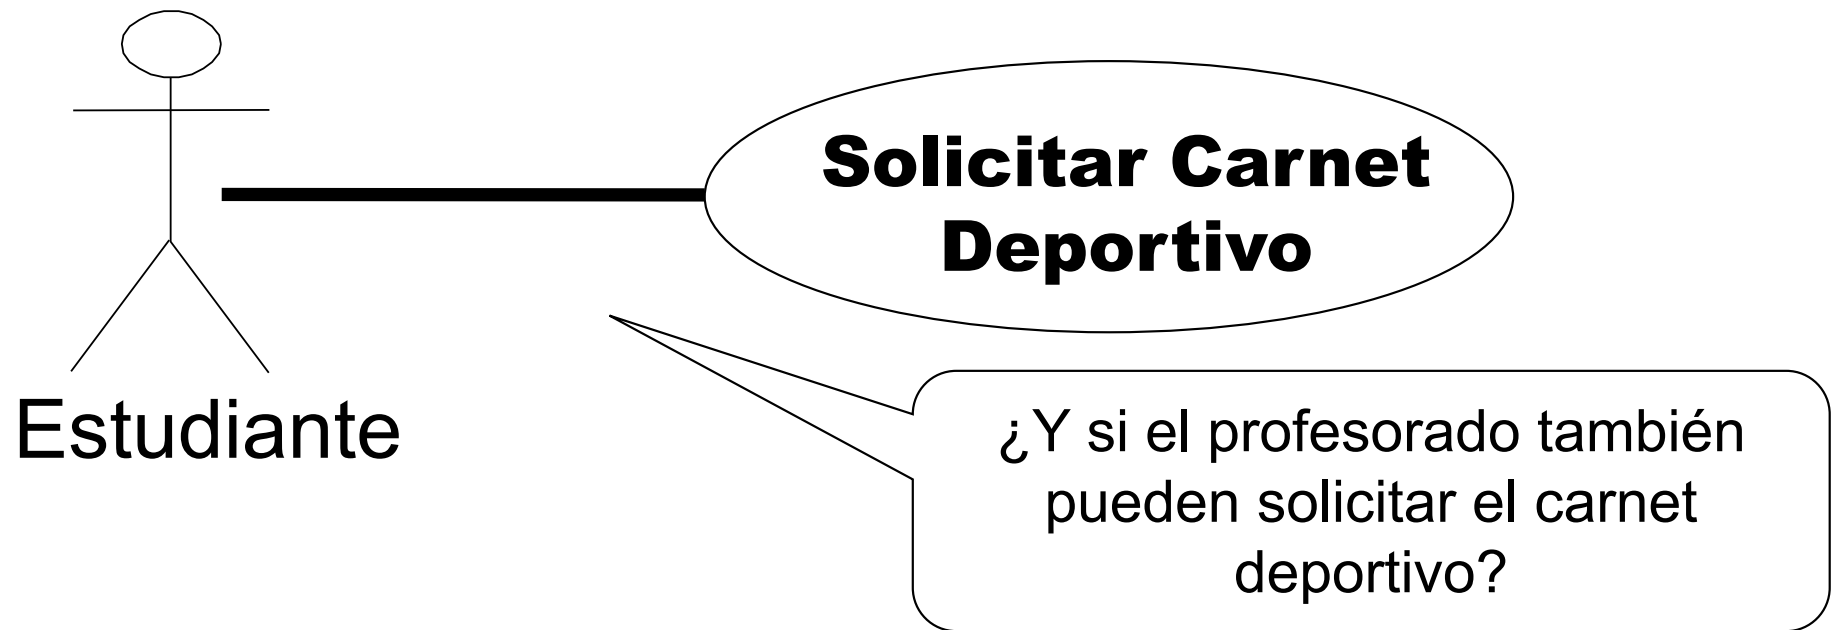 Solicitar Carnet
Deportivo
Estudiante
¿Y si el profesorado también
pueden solicitar el carnet
deportivo?